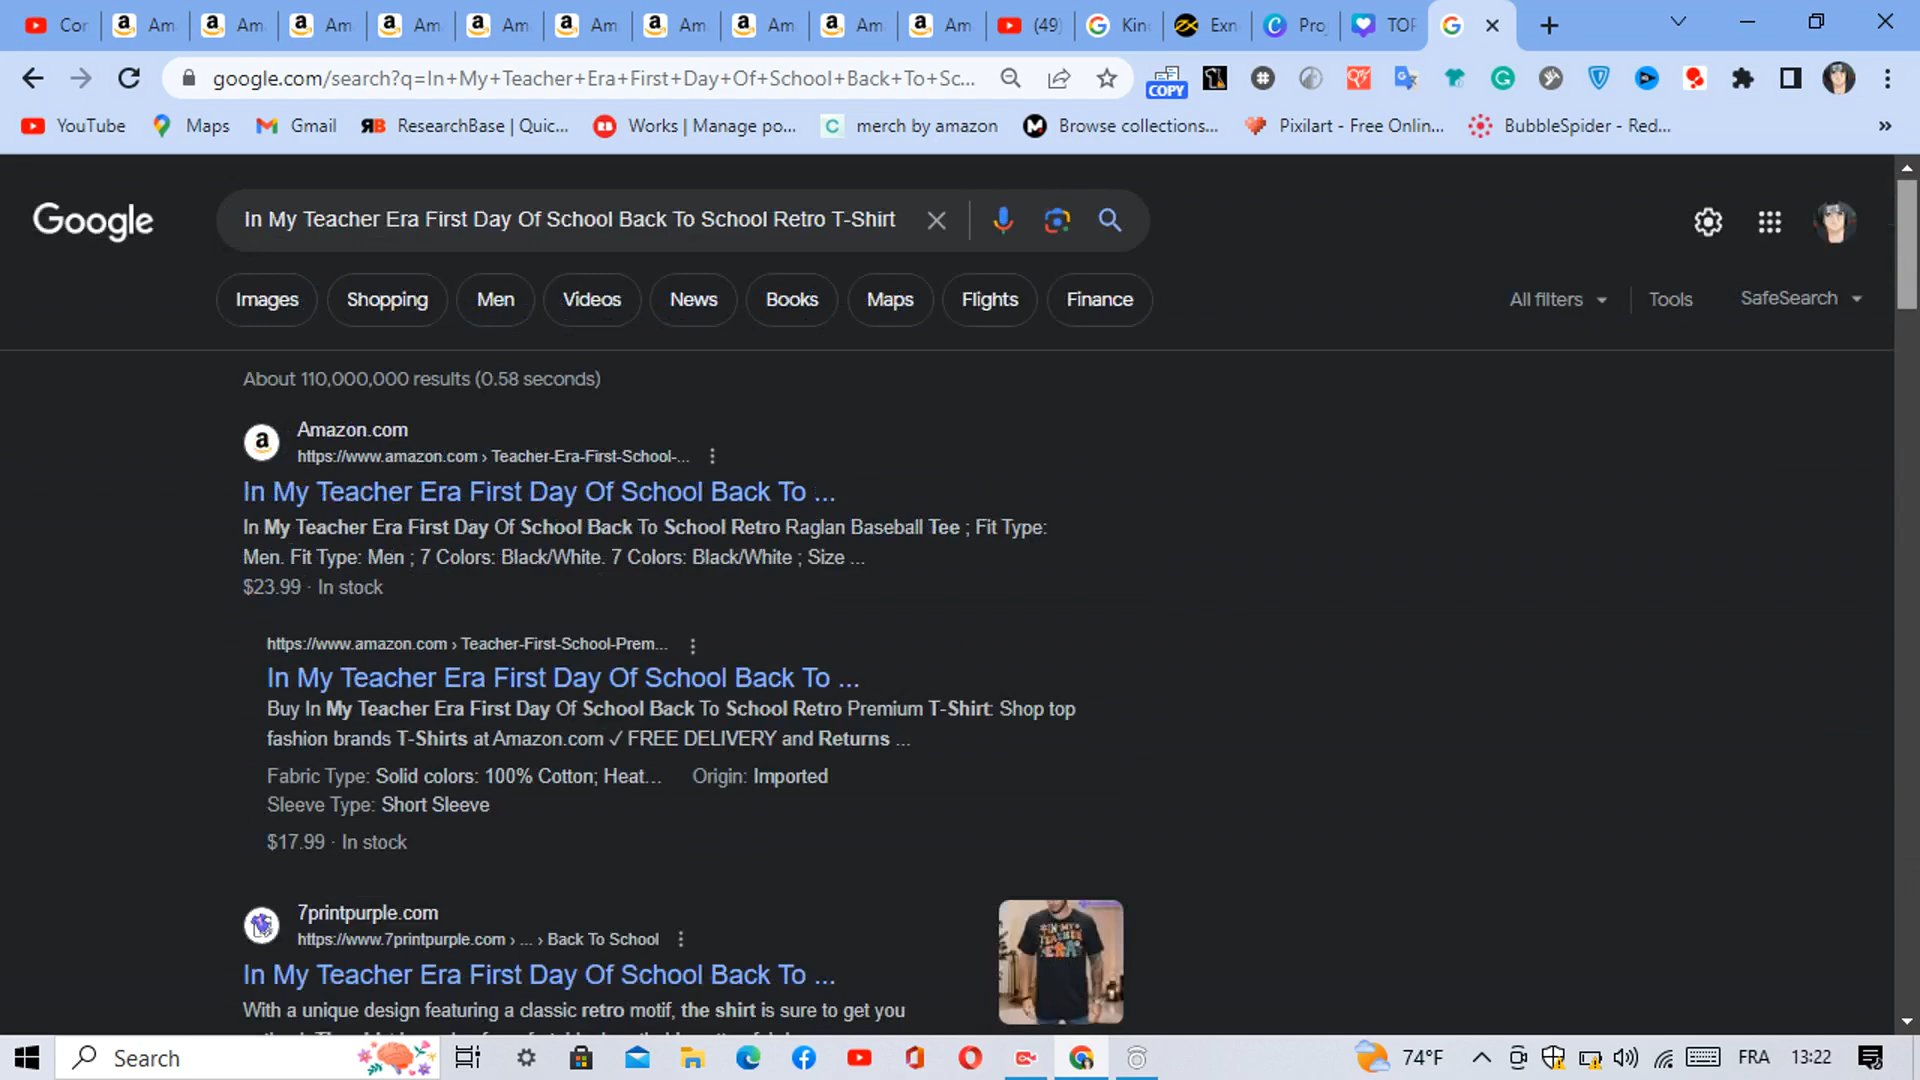 Cor
Am
Am
Am
Am
Am
Am
Am
Am
Am
Am
(49)
Kin
Exn
Pro
TOP
google.com/search?q=In+My+Teacher+Era+First+Day+Of+School+Back+To+Sc...
COPY
YouTube
Maps
Gmail
ResearchBase | Quic...
Works | Manage po...
merch by amazon
Browse collections...
Pixilart - Free Onlin...
BubbleSpider - Red...
Google
In My Teacher Era First Day Of School Back To School Retro T-Shirt
Images
Shopping
Men
Videos
News
Books
Maps
Flights
Finance
All filters
Tools
SafeSearch
About 110,000,000 results (0.58 seconds)
Amazon.com
https://www.amazon.com › Teacher-Era-First-School-...
In My Teacher Era First Day Of School Back To ...
In My Teacher Era First Day Of School Back To School Retro Raglan Baseball Tee ; Fit Type:
Men. Fit Type: Men ; 7 Colors: Black/White. 7 Colors: Black/White ; Size ...
$23.99 · In stock
https://www.amazon.com › Teacher-First-School-Prem...
In My Teacher Era First Day Of School Back To ...
Buy In My Teacher Era First Day Of School Back To School Retro Premium T-Shirt: Shop top
fashion brands T-Shirts at Amazon.com ✓ FREE DELIVERY and Returns ...
Fabric Type: Solid colors: 100% Cotton; Heat... Origin: Imported
Sleeve Type: Short Sleeve
$17.99 · In stock
7printpurple.com
https://www.7printpurple.com › ... › Back To School
In My Teacher Era First Day Of School Back To ...
With a unique design featuring a classic retro motif, the shirt is sure to get you
IN MY
TEACHER
ERA
Search
74°F
FRA
13:22